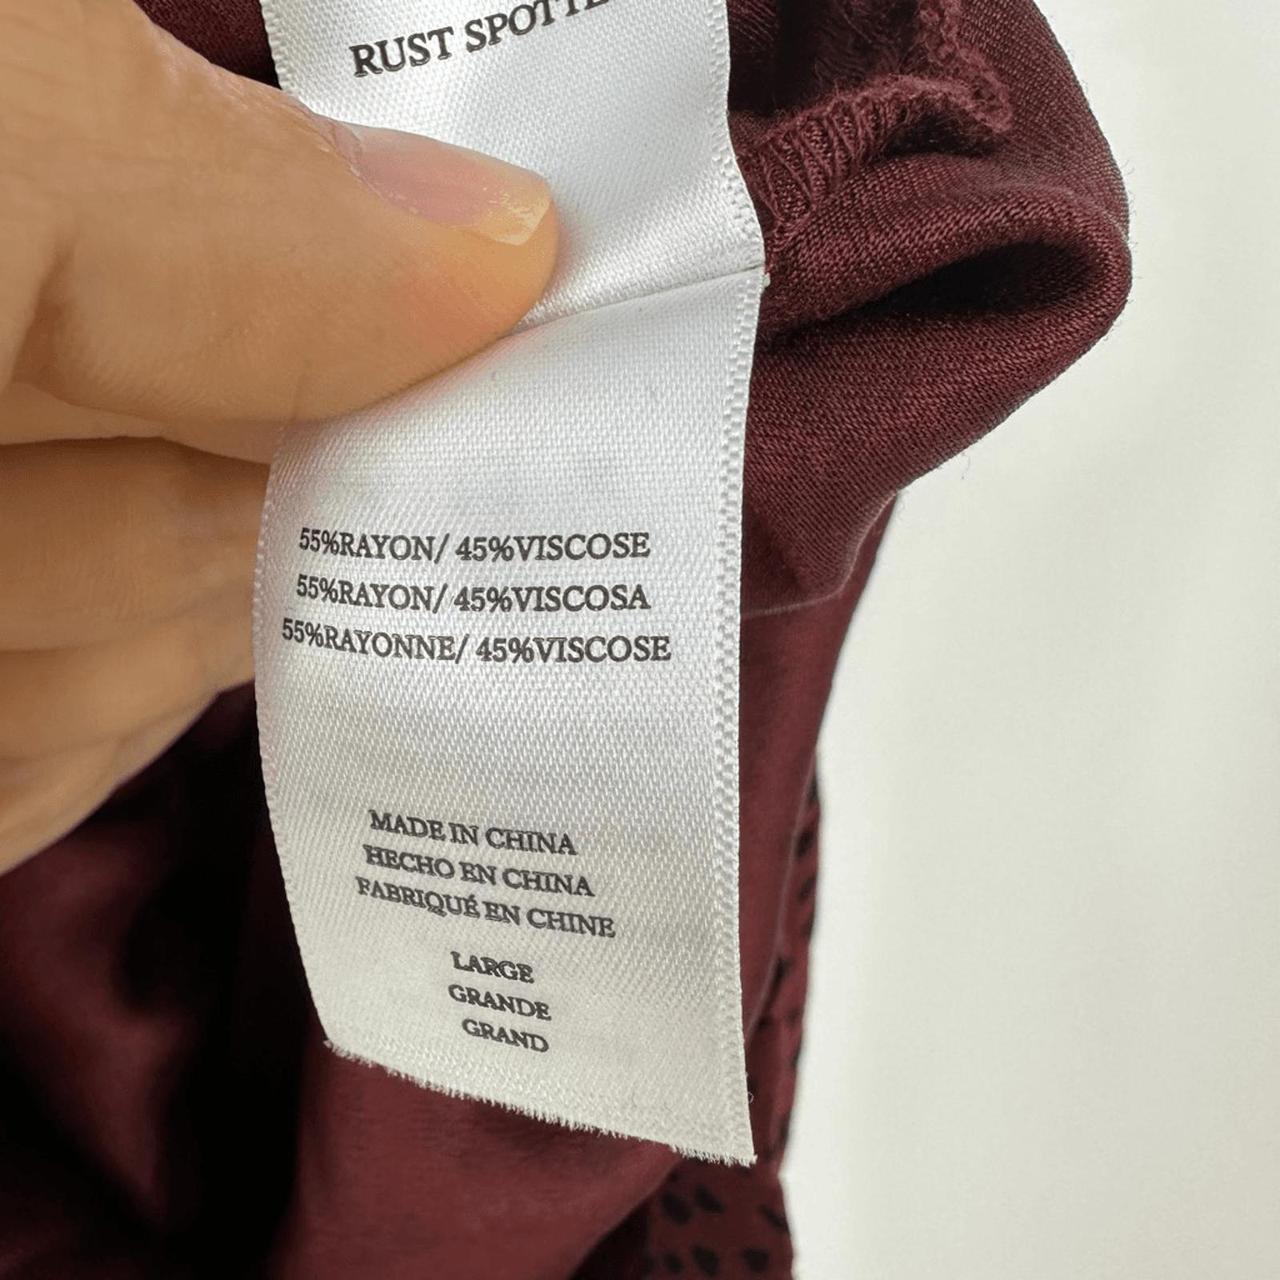 RUST SPOTTE
55%RAYON/ 45%VISCOSE
55%RAYON/ 45%VISCOSA
55%RAYONNE/ 45%VISCOSE
MADE IN CHINA
HECHO EN CHINA
FABRIQUÉ EN CHINE
LARGE
GRANDE
GRAND